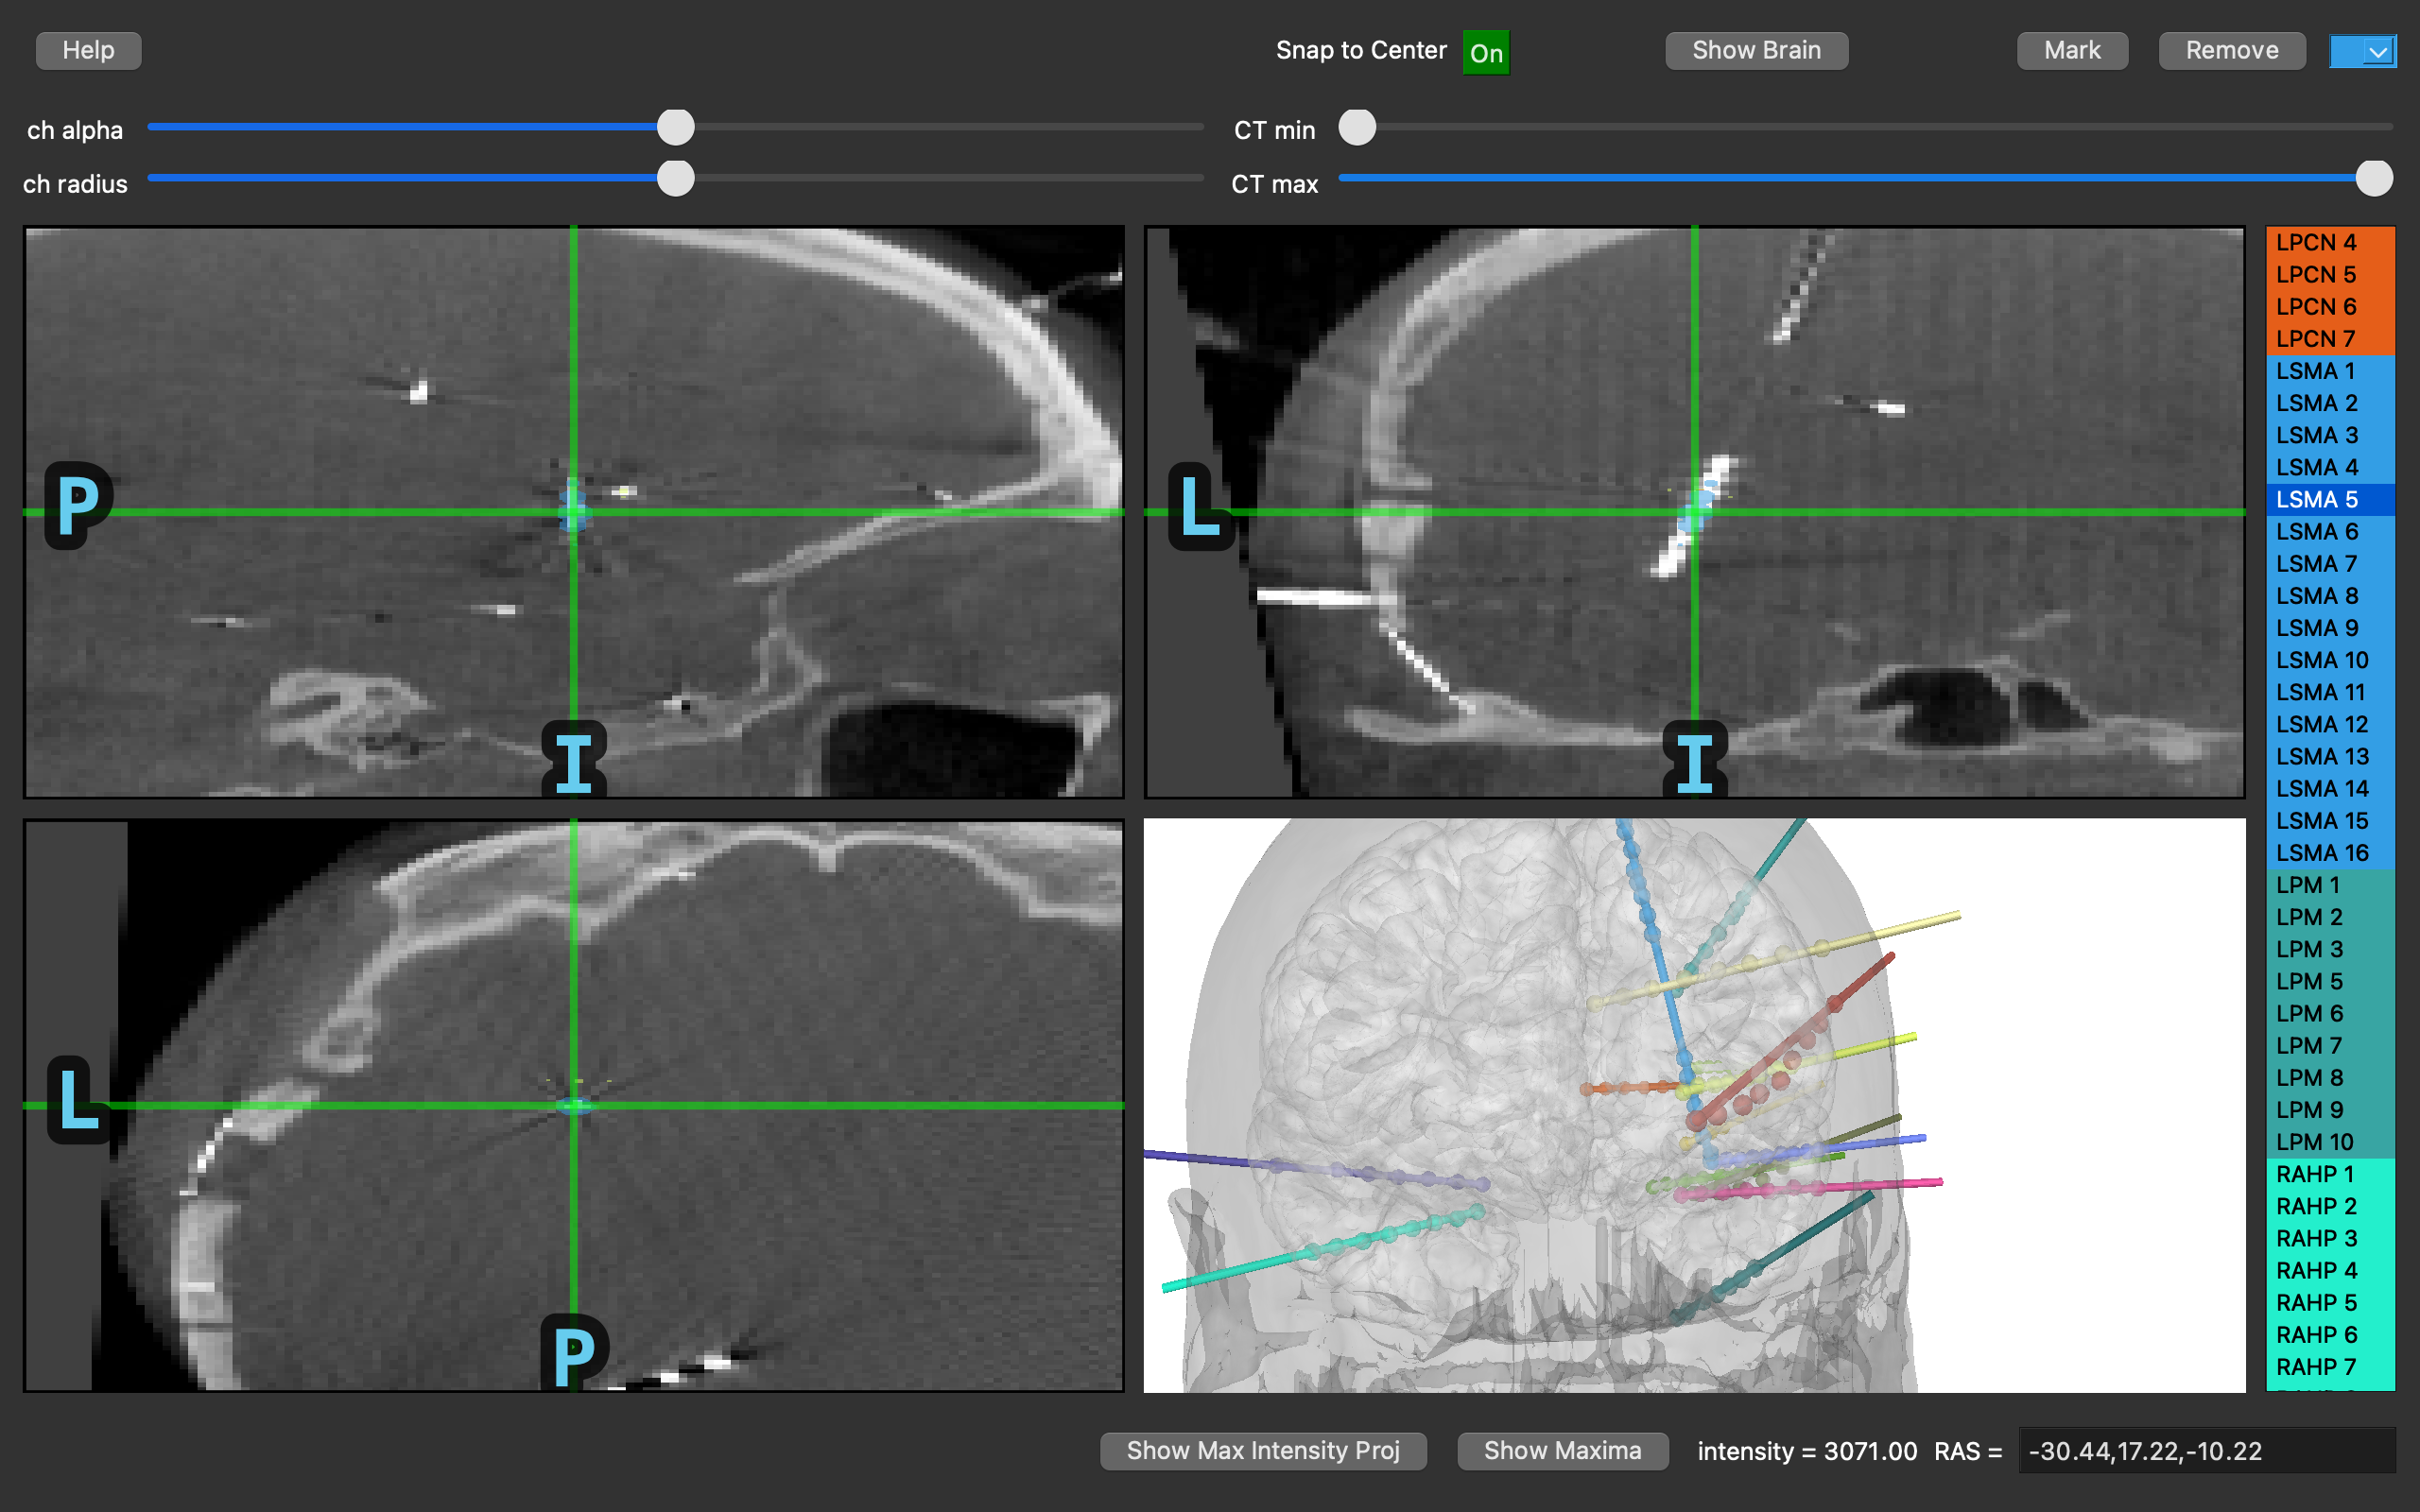 Help
Snap to Center On
Show Brain
Mark
Remove
ch alpha
CT min
ch radius
CT max
P
I
L
I
L
P
LPCN 4
LPCN 5
LPCN 6
LPCN 7
LSMA 1
LSMA 2
LSMA 3
LSMA 4
LSMA 5
LSMA 6
LSMA 7
LSMA 8
LSMA 9
LSMA 10
LSMA 11
LSMA 12
LSMA 13
LSMA 14
LSMA 15
LSMA 16
LPM 1
LPM 2
LPM 3
LPM 5
LPM 6
LPM 7
LPM 8
LPM 9
LPM 10
RAHP 1
RAHP 2
RAHP 3
RAHP 4
RAHP 5
RAHP 6
RAHP 7
Show Max Intensity Proj
Show Maxima
intensity = 3071.00
RAS = -30.44,17.22,-10.22